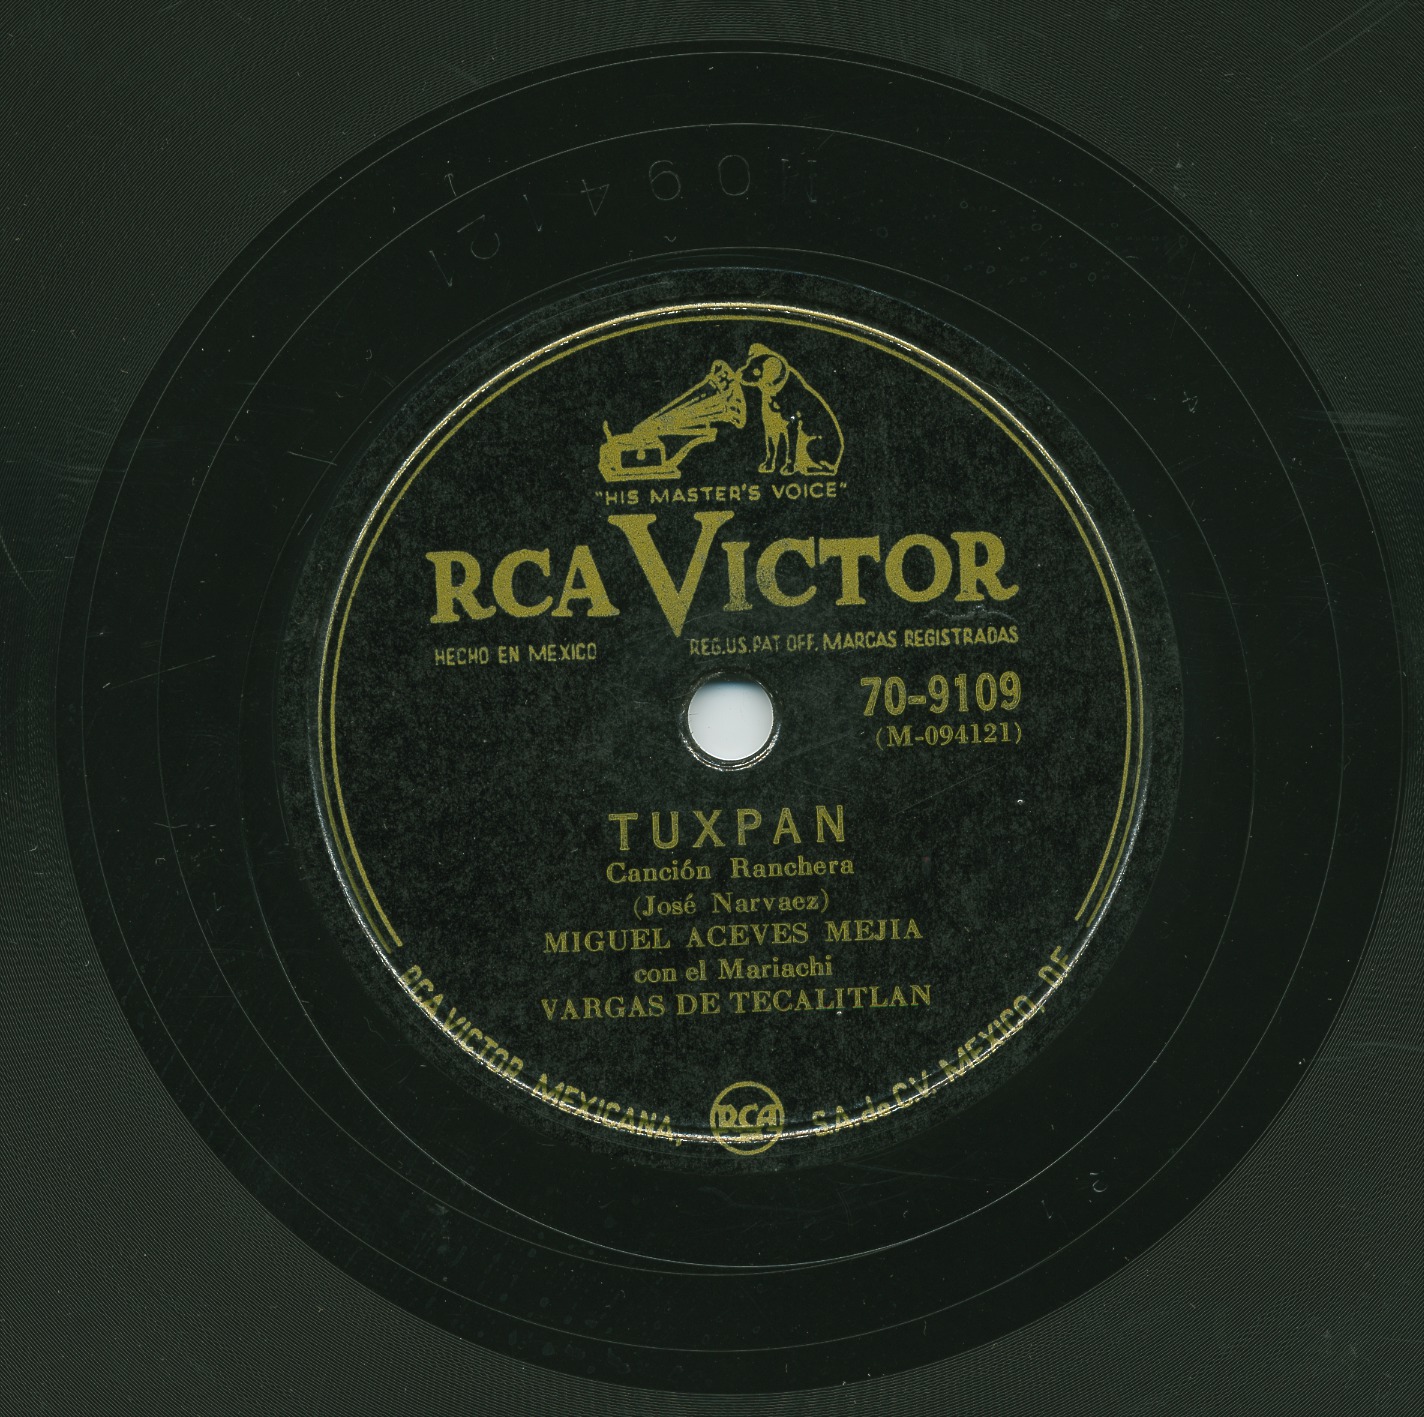 "HIS MASTER'S VOICE"
RCA VICTOR
HECHO EN MEXICO REG.US.PAT OFF. MARCAS REGISTRADAS
70-9109
(M-094121)
TUXPAN
Canción Ranchera
(José Narvaez)
MIGUEL ACEVES MEJIA
con el Mariachi
VARGAS DE TECALITLAN
RCA VICTOR MEXICANA, S.A. de C.V. MEXICO, D.F.
RCA